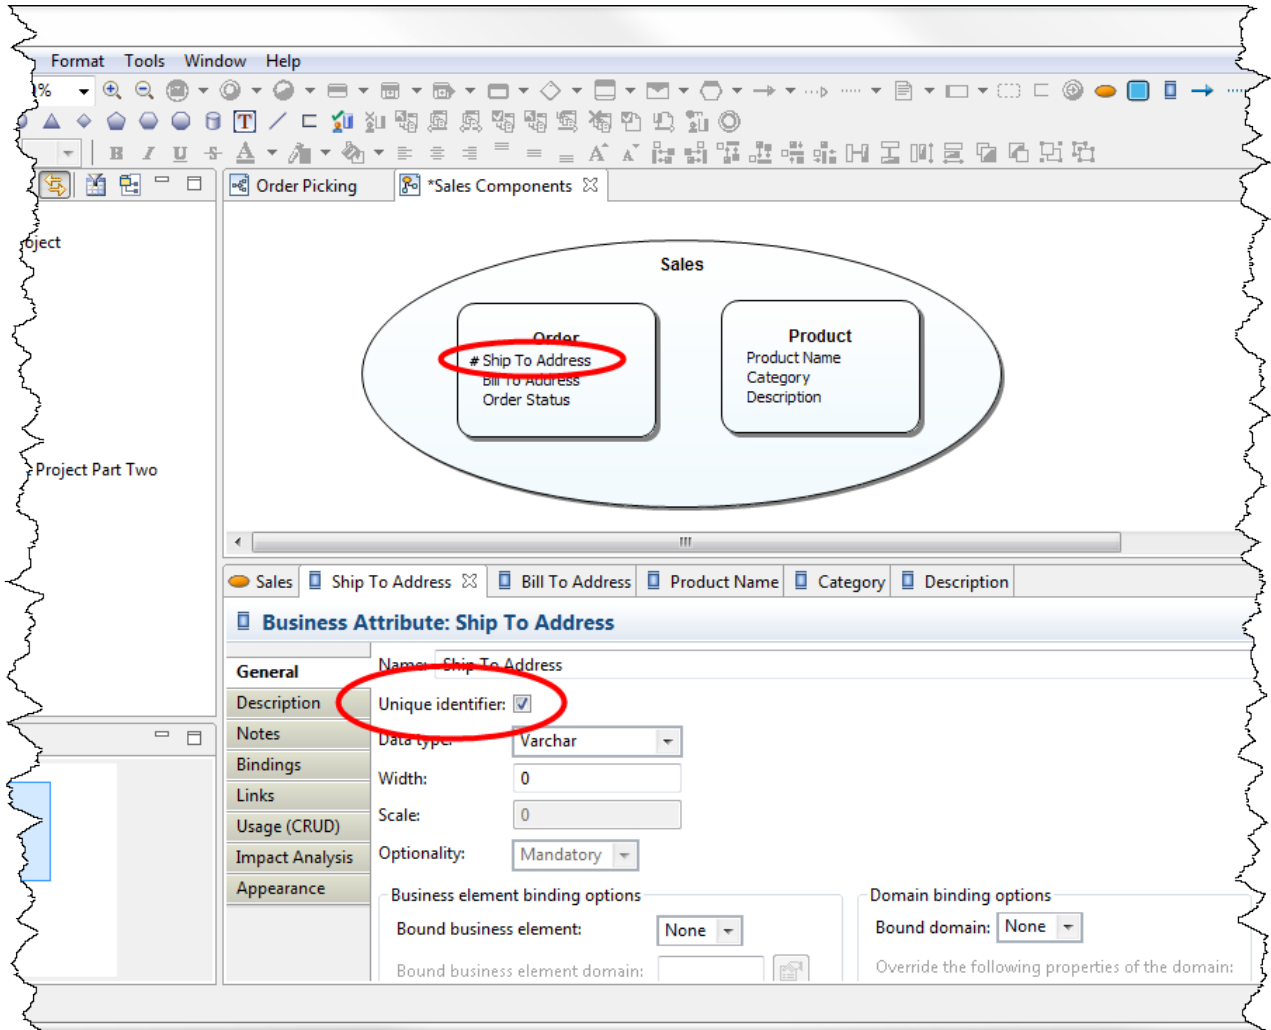 Format Tools Window Help
%
T
B I U S A A A
Order Picking *Sales Components
oject
Sales
Order
# Ship To Address
Bill To Address
Order Status
Product
Product Name
Category
Description
Project Part Two
Sales Ship To Address Bill To Address Product Name Category Description
Business Attribute: Ship To Address
General
Description
Notes
Bindings
Links
Usage (CRUD)
Impact Analysis
Appearance
Name: Ship To Address
Unique identifier:
Data type: Varchar
Width: 0
Scale: 0
Optionality: Mandatory
Business element binding options
Bound business element: None
Bound business element domain:
Domain binding options
Bound domain: None
Override the following properties of the domain: